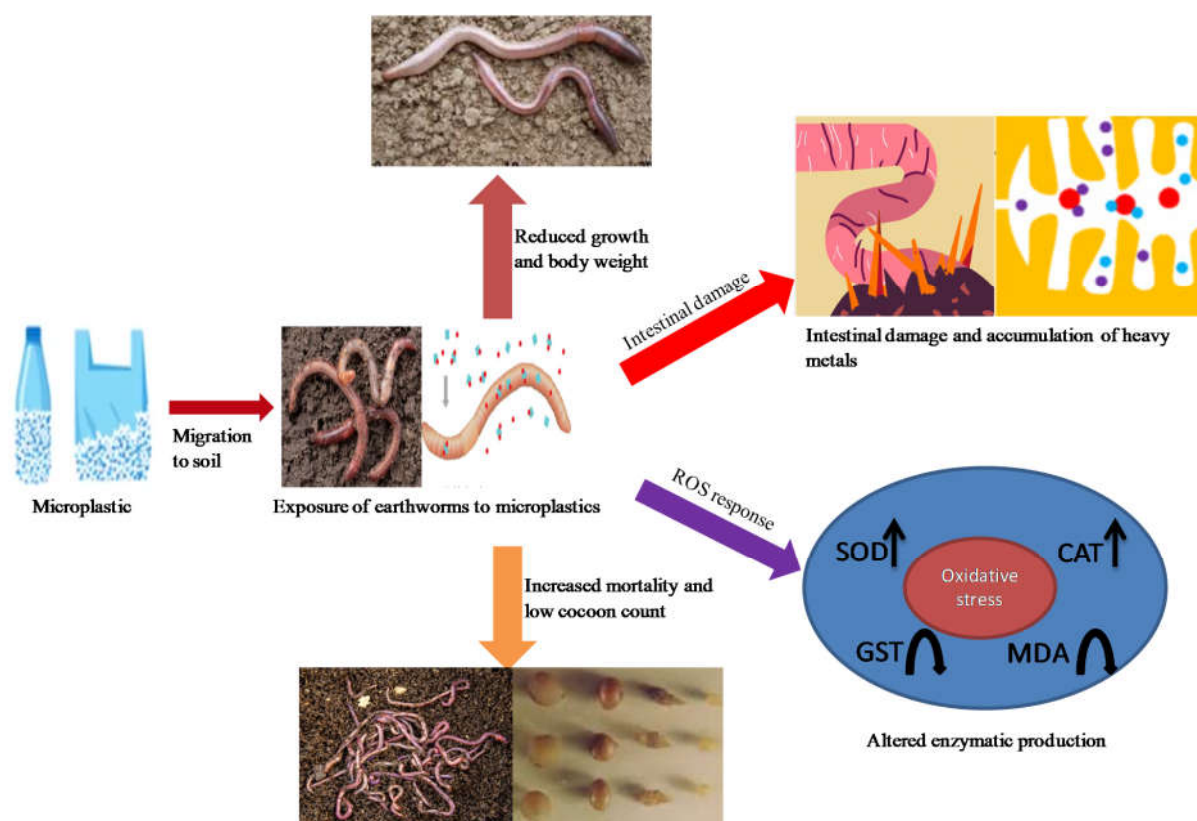 Reduced growth
and body weight
Intestinal damage
Intestinal damage and accumulation of heavy
metals
Migration
to soil
Microplastic
Exposure of earthworms to microplastics
ROS response
SOD
CAT
Oxidative
stress
GST
MDA
Increased mortality and
low cocoon count
Altered enzymatic production